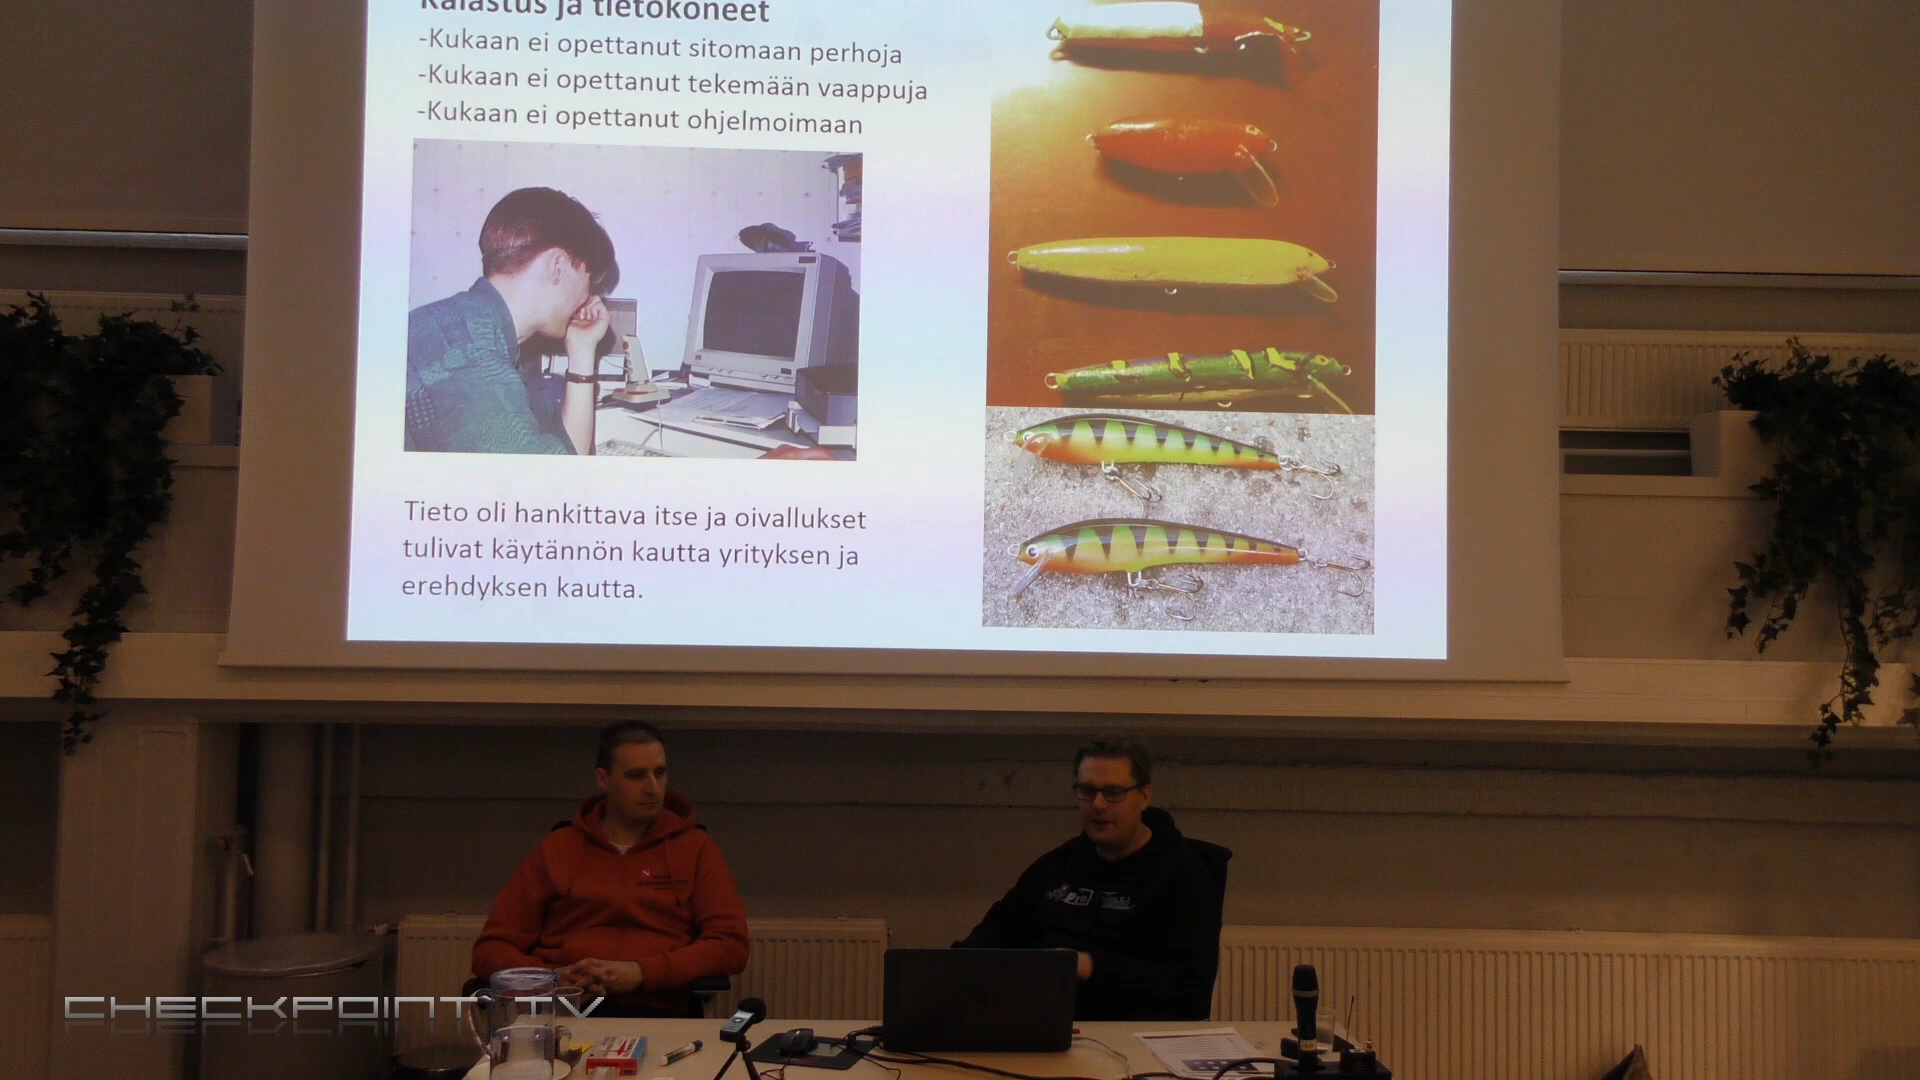 Kalastus ja tietokoneet
-Kukaan ei opettanut sitomaan perhoja
-Kukaan ei opettanut tekemään vaappuja
-Kukaan ei opettanut ohjelmoimaan
Tieto oli hankittava itse ja oivallukset
tulivat käytännön kautta yrityksen ja
erehdyksen kautta.
CHECKPOINT TV